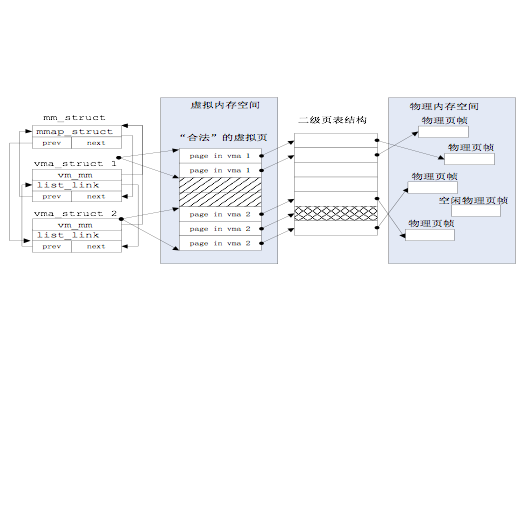 mm_struct
mmap_struct
prev next
vma_struct 1
vm_mm
list_link
prev next
vma_struct 2
vm_mm
list_link
prev next
虚拟内存空间
“合法”的虚拟页
page in vma 1
page in vma 1
page in vma 2
page in vma 2
page in vma 2
二级页表结构
物理内存空间
物理页帧
物理页帧
物理页帧
空闲物理页帧
物理页帧